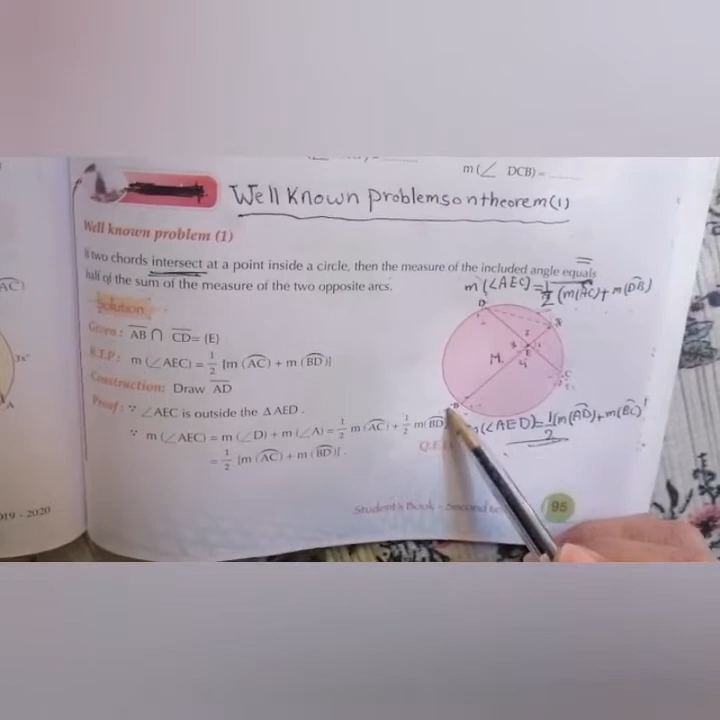 m(∠ DCB) = ........
Well Known Problems on theorem (1)
Well known problem (1)
If two chords intersect at a point inside a circle, then the measure of the included angle equals
half of the sum of the measure of the two opposite arcs.
m(∠AEC) = 1/2 (m(AC) + m(DB))
Solution
Given: AB ∩ CD = {E}
R.T.P: m(∠AEC) = 1/2 [m(AC) + m(BD)]
Construction: Draw AD
Proof: ∵ ∠AEC is outside the Δ AED.
∵ m(∠AEC) = m(∠D) + m(∠A) = 1/2 m(AC) + 1/2 m(BD)
= 1/2 [m(AC) + m(BD)].
D
M
E
C
m(∠AED) = 1/2 (m(AD) + m(BC))
Q.E.D
Student's Book - Second
95
AC)
3x°
A
2019 - 2020